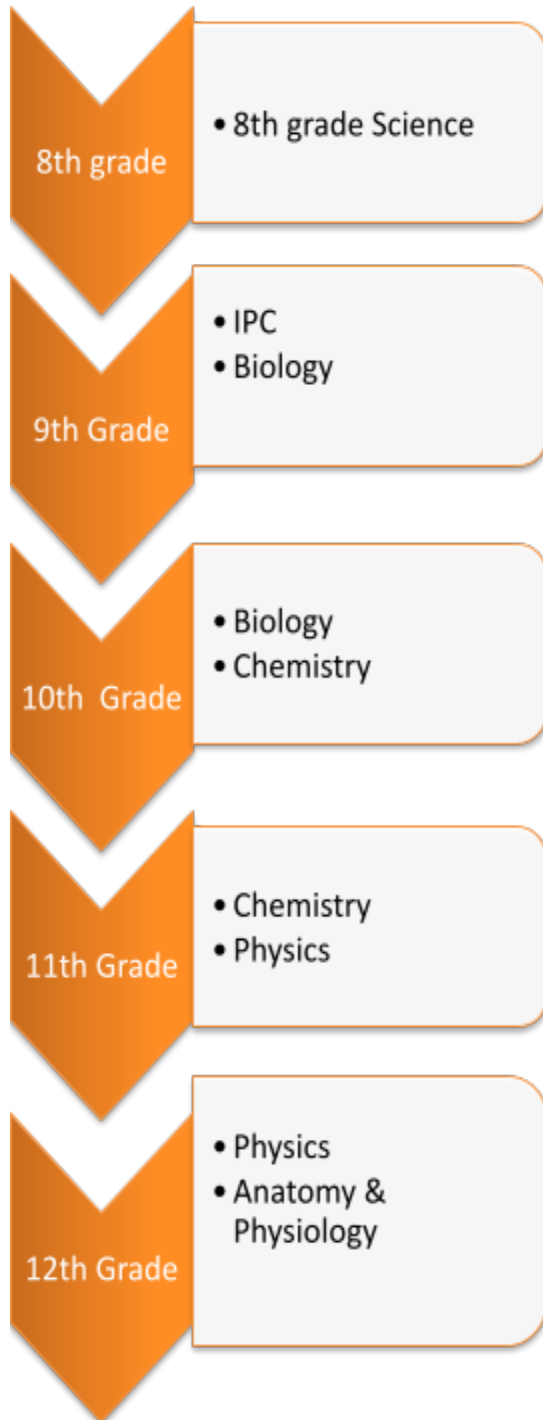 8th grade
• 8th grade Science
9th Grade
• IPC
• Biology
10th  Grade
• Biology
• Chemistry
11th Grade
• Chemistry
• Physics
12th Grade
• Physics
• Anatomy &
Physiology